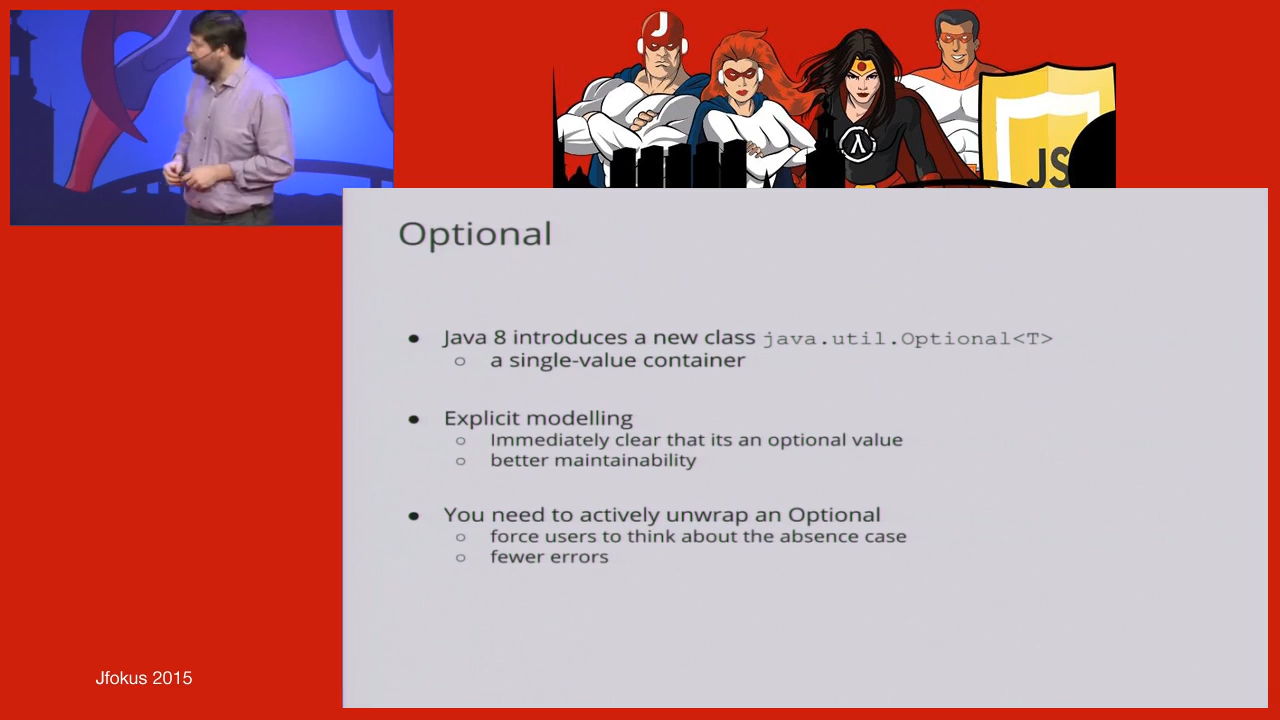 J
λ
JS
Optional
● Java 8 introduces a new class java.util.Optional<T>
○ a single-value container
● Explicit modelling
○ Immediately clear that its an optional value
○ better maintainability
● You need to actively unwrap an Optional
○ force users to think about the absence case
○ fewer errors
Jfokus 2015